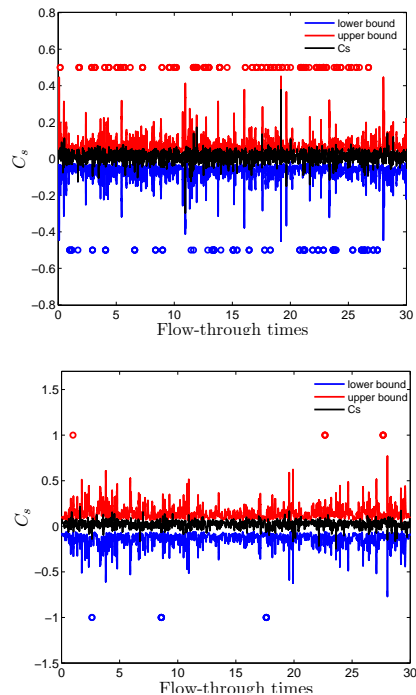 0.8
0.6
0.4
0.2
0
-0.2
-0.4
-0.6
-0.8
C_s
lower bound
upper bound
Cs
0 5 10 15 20 25 30
Flow-through times
1.5
1
0.5
0
-0.5
-1
-1.5
C_s
lower bound
upper bound
Cs
0 5 10 15 20 25 30
Flow-through times